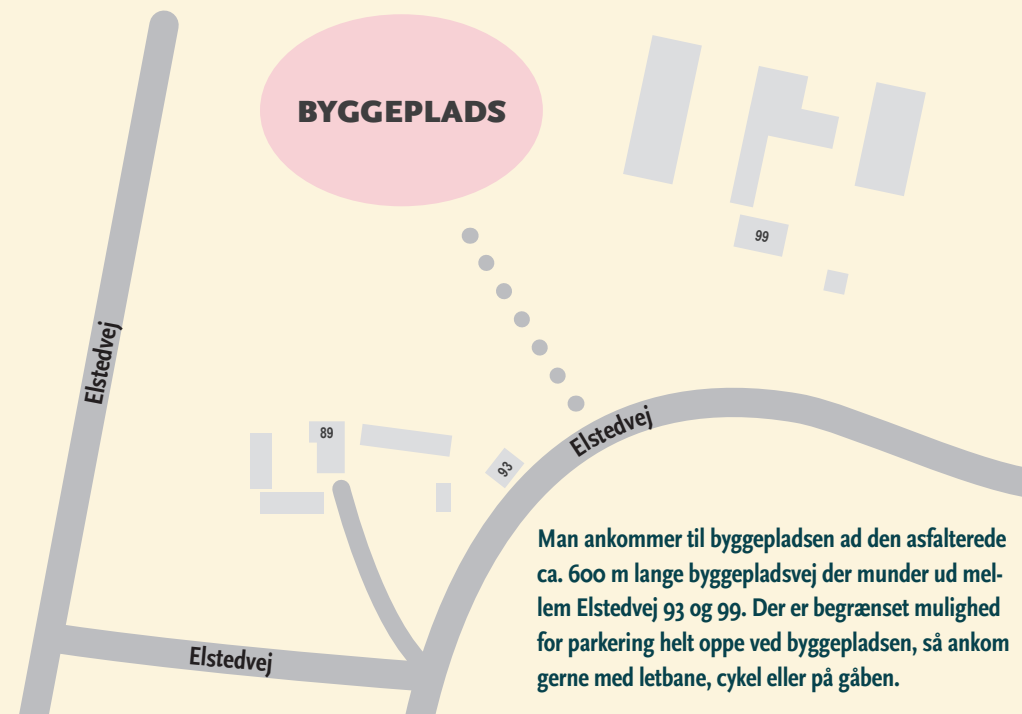 BYGGEPLADS
99
Elstedvej
89
Elstedvej
93
Man ankommer til byggepladsen ad den asfalterede
ca. 600 m lange byggepladsvej der munder ud mel-
lem Elstedvej 93 og 99. Der er begrænset mulighed
for parkering helt oppe ved byggepladsen, så ankom
gerne med letbane, cykel eller på gåben.
Elstedvej